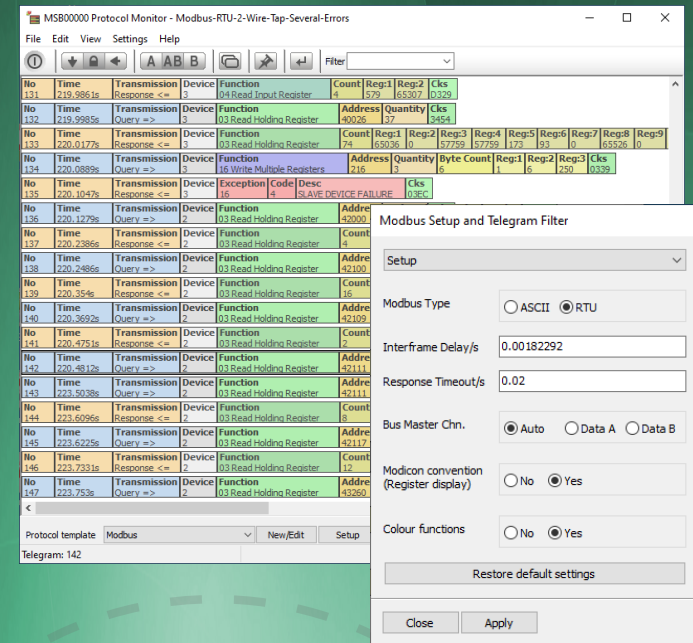 MSB00000 Protocol Monitor - Modbus-RTU-2-Wire-Tap-Several-Errors
File Edit View Settings Help
A AB B Filter
No Time Transmission Device Function Count Reg:1 Reg:2 Cks
131 219.9861s Response <= 3 04 Read Input Register 4 579 65307 D329
No Time Transmission Device Function Address Quantity Cks
132 219.9985s Query => 3 03 Read Holding Register 40026 37 3454
No Time Transmission Device Function Count Reg:1 Reg:2 Reg:3 Reg:4 Reg:5 Reg:6 Reg:7 Reg:8 Reg:9
133 220.0177s Response <= 3 03 Read Holding Register 74 65036 0 57759 57759 173 93 0 65526 0
No Time Transmission Device Function Address Quantity Byte Count Reg:1 Reg:2 Reg:3 Cks
134 220.0889s Query => 3 16 Write Multiple Registers 216 3 6 1 6 250 0339
No Time Transmission Device Exception Code Desc Cks
135 220.1047s Response <= 3 16 4 SLAVE DEVICE FAILURE 03EC
No Time Transmission Device Function Addre
136 220.1279s Query => 2 03 Read Holding Register 42000
No Time Transmission Device Function Count
137 220.2386s Response <= 2 03 Read Holding Register 4
No Time Transmission Device Function Addre
138 220.2486s Query => 2 03 Read Holding Register 42100
No Time Transmission Device Function Count
139 220.354s Response <= 2 03 Read Holding Register 16
No Time Transmission Device Function Addre
140 220.3692s Query => 2 03 Read Holding Register 42109
No Time Transmission Device Function Count
141 220.4751s Response <= 2 03 Read Holding Register 2
No Time Transmission Device Function Addre
142 220.4812s Query => 2 03 Read Holding Register 42111
No Time Transmission Device Function Addre
143 223.5038s Query => 2 03 Read Holding Register 42111
No Time Transmission Device Function Count
144 223.6096s Response <= 2 03 Read Holding Register 8
No Time Transmission Device Function Addre
145 223.6225s Query => 2 03 Read Holding Register 42117
No Time Transmission Device Function Count
146 223.7331s Response <= 2 03 Read Holding Register 12
No Time Transmission Device Function Addre
147 223.753s Query => 2 03 Read Holding Register 43260
Protocol template Modbus New/Edit Setup
Telegram: 142
Modbus Setup and Telegram Filter
Setup
Modbus Type ASCII RTU
Interframe Delay/s 0.00182292
Response Timeout/s 0.02
Bus Master Chn. Auto Data A Data B
Modicon convention
(Register display) No Yes
Colour functions No Yes
Restore default settings
Close Apply